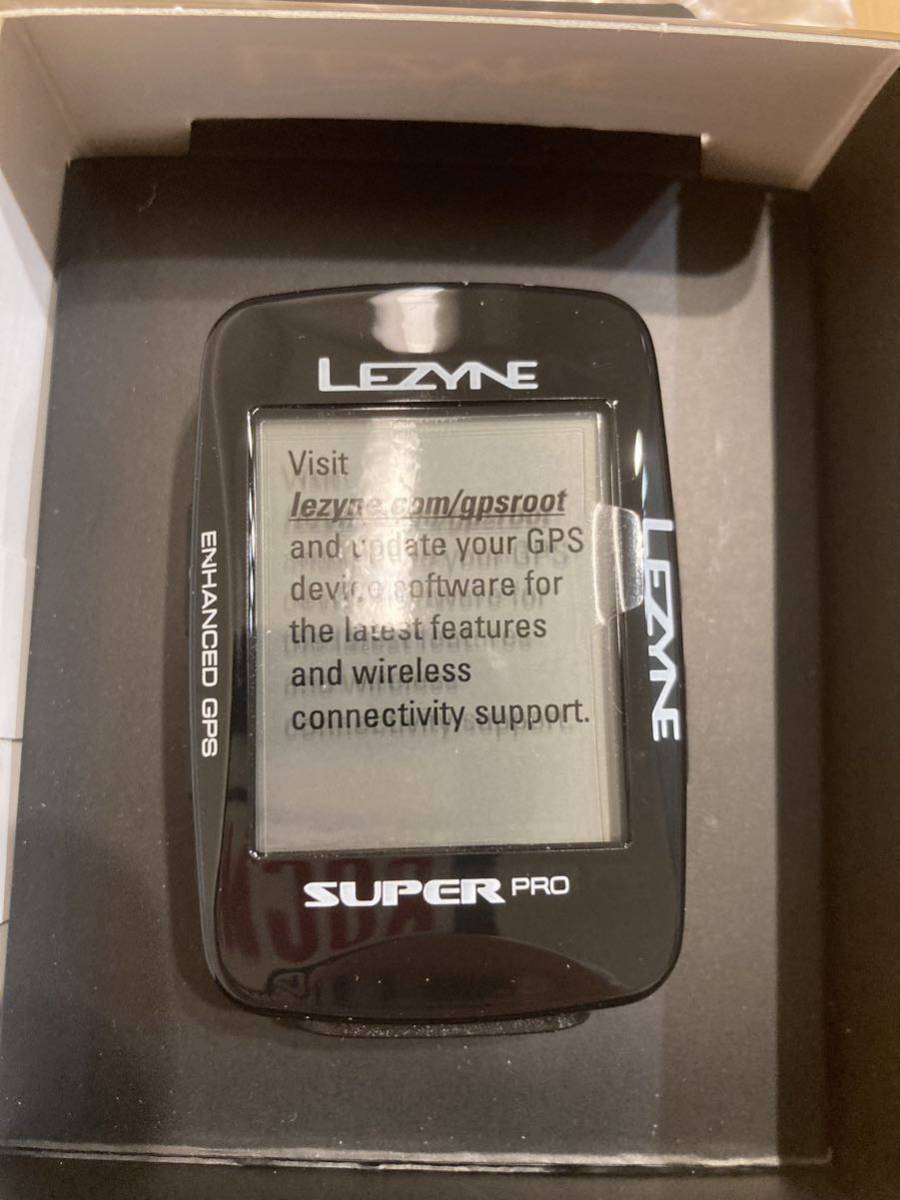 LEZYNE
Visit
lezyne.com/gpsroot
and update your GPS
device software for
the latest features
and wireless
connectivity support.
SUPER PRO
ENHANCED GPS
LEZYNE